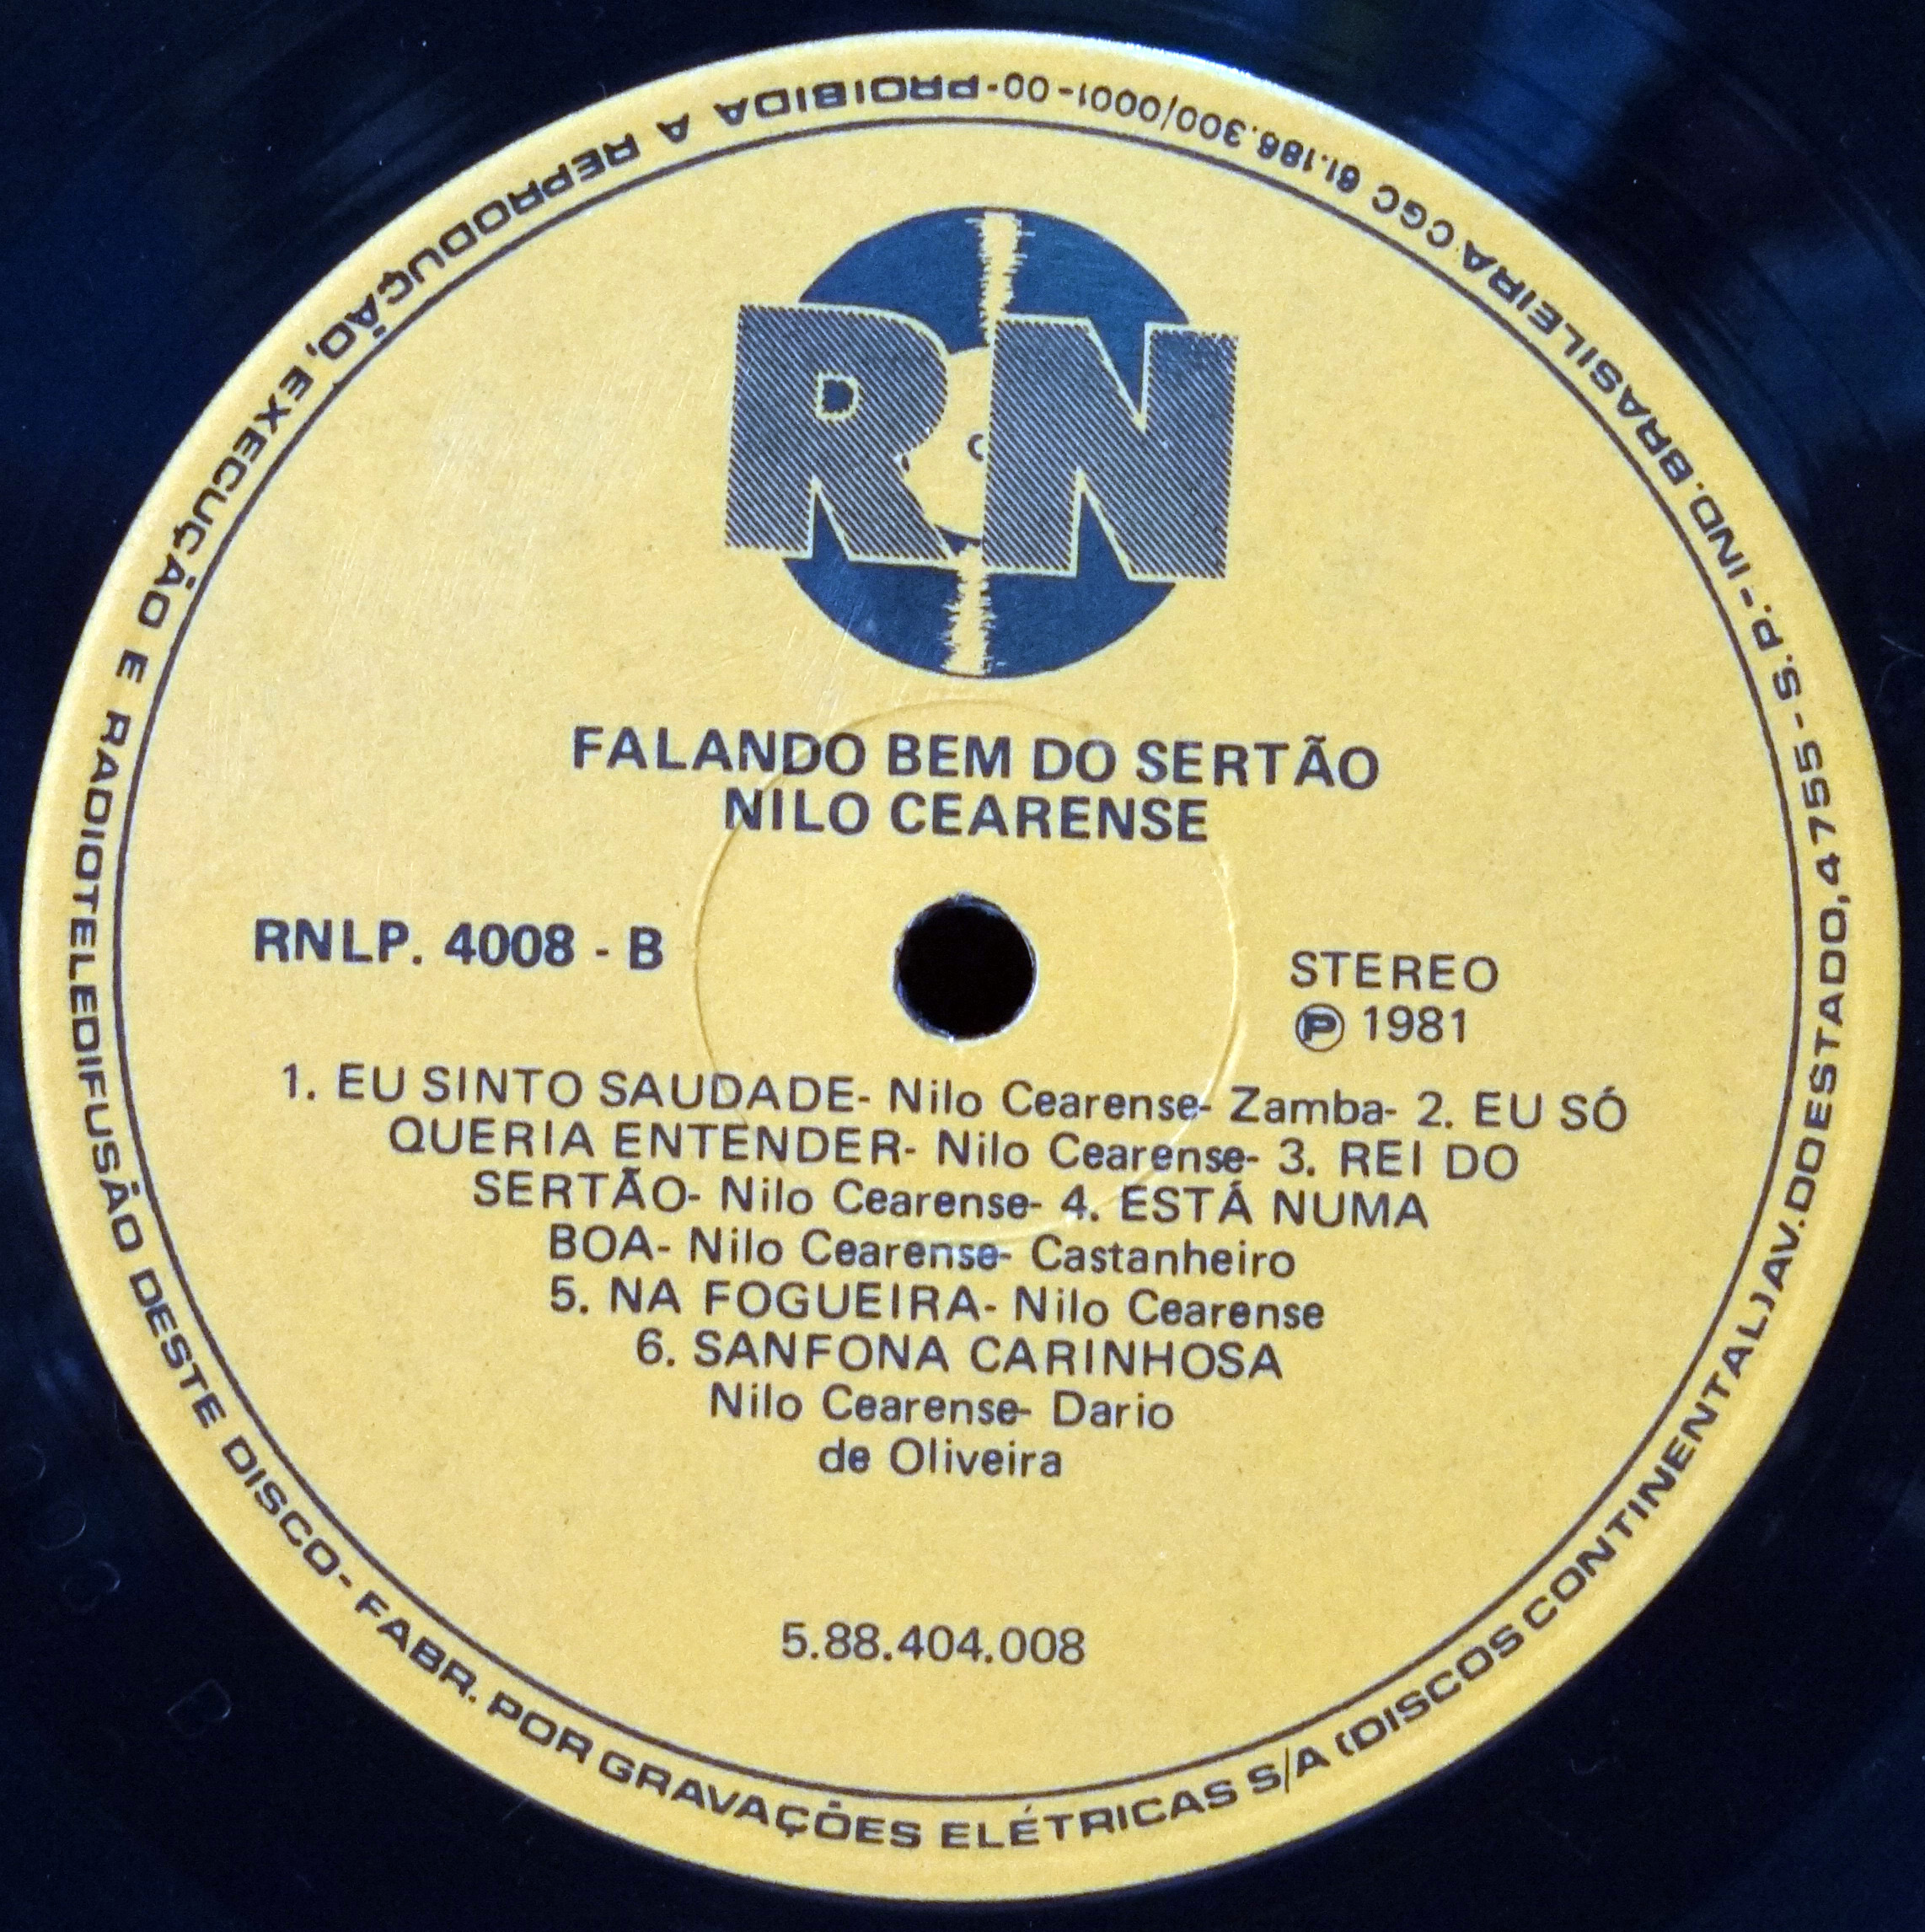 RN
FALANDO BEM DO SERTÃO
NILO CEARENSE
RNLP. 4008 - B
STEREO
Ⓟ 1981
1. EU SINTO SAUDADE- Nilo Cearense- Zamba- 2. EU SÓ
QUERIA ENTENDER- Nilo Cearense- 3. REI DO
SERTÃO- Nilo Cearense- 4. ESTÁ NUMA
BOA- Nilo Cearense- Castanheiro
5. NA FOGUEIRA- Nilo Cearense
6. SANFONA CARINHOSA
Nilo Cearense- Dario
de Oliveira
5.88.404.008
PROIBIDA A REPRODUÇÃO, EXECUÇÃO E RADIOTELEDIFUSÃO DESTE DISCO - FABR. POR GRAVAÇÕES ELÉTRICAS S/A (DISCOS CONTINENTAL) AV. DO ESTADO, 4755 - S.P. - IND. BRASILEIRA CGC 61.186.300/0001-00-